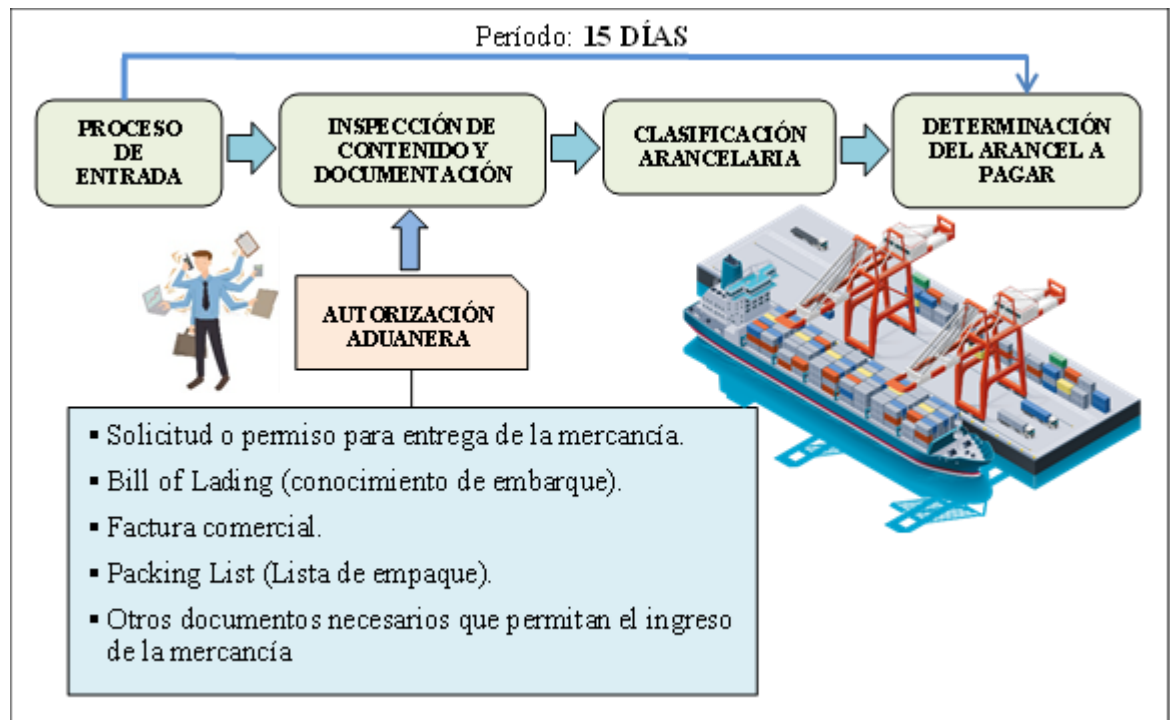 Período: 15 DÍAS
PROCESO
DE
ENTRADA
INSPECCIÓN DE
CONTENIDO Y
DOCUMENTACIÓN
CLASIFICACIÓN
ARANCELARIA
DETERMINACIÓN
DEL ARANCEL A
PAGAR
AUTORIZACIÓN
ADUANERA
▪ Solicitud o permiso para entrega de la mercancía.
▪ Bill of Lading (conocimiento de embarque).
▪ Factura comercial.
▪ Packing List (Lista de empaque).
▪ Otros documentos necesarios que permitan el ingreso
de la mercancía